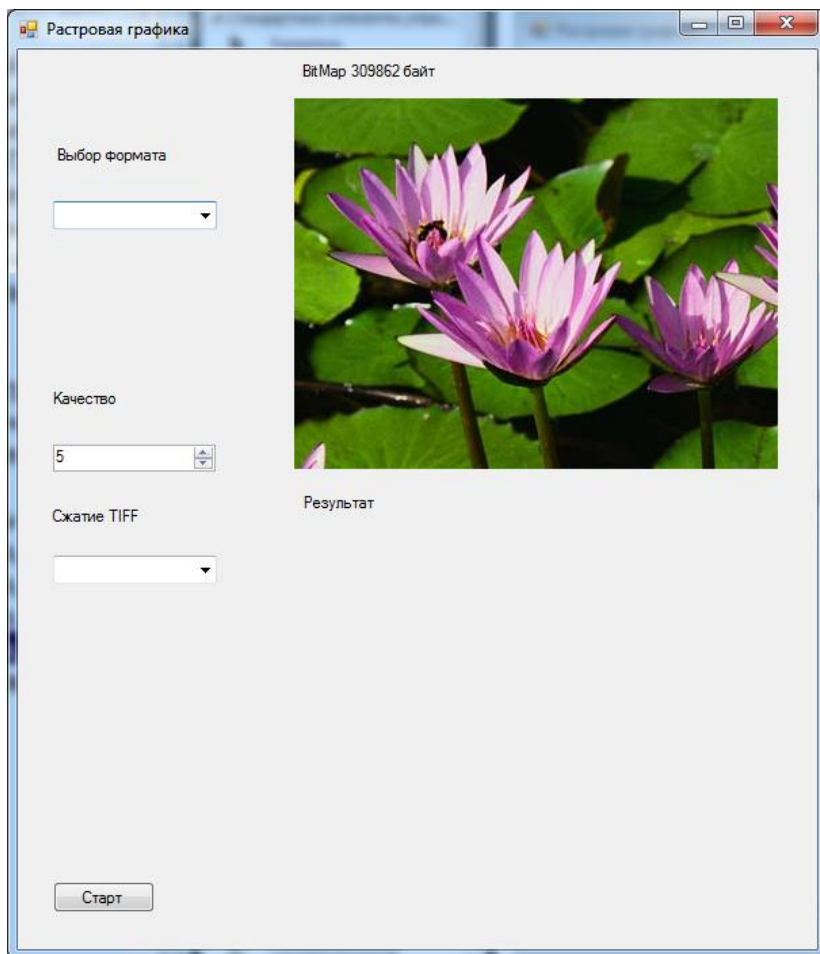 Растровая графика
BitMap 309862 байт
Выбор формата
Качество
5
Сжатие TIFF
Результат
Старт